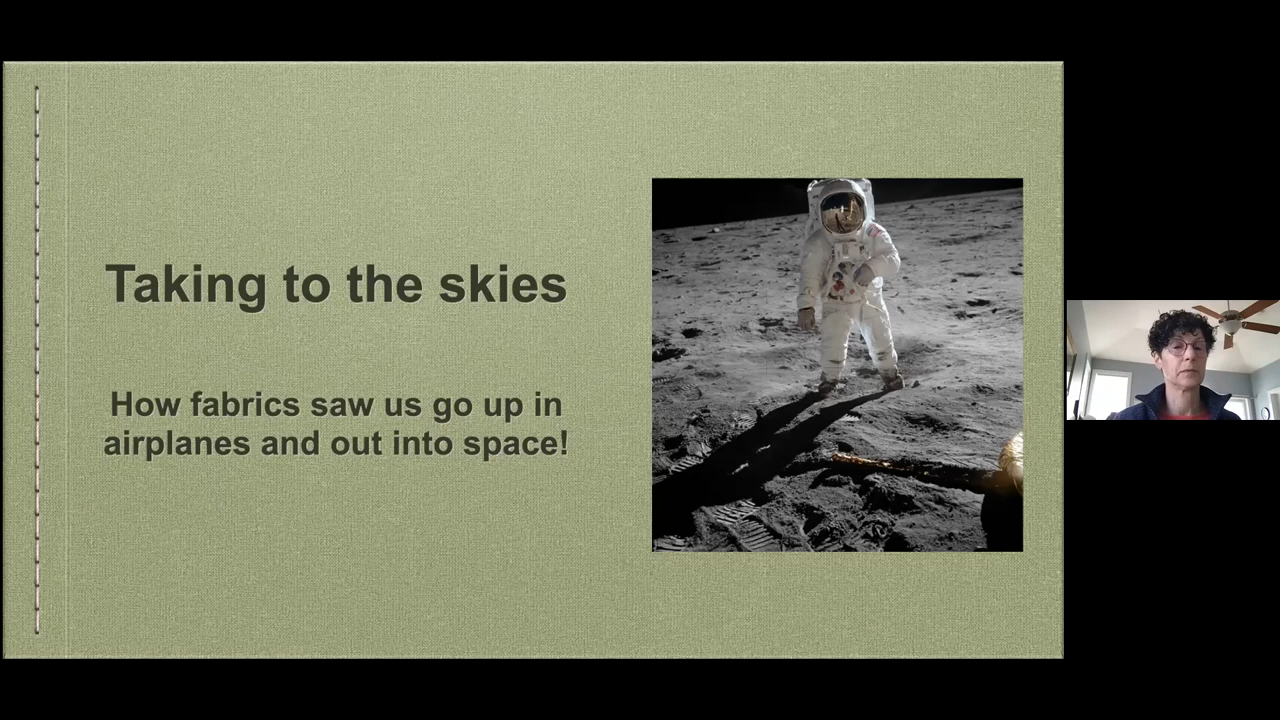 Taking to the skies
How fabrics saw us go up in
airplanes and out into space!